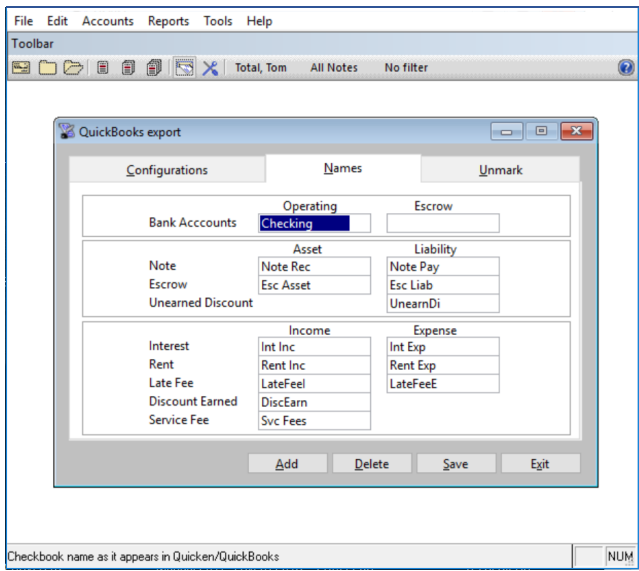 File Edit Accounts Reports Tools Help
Toolbar
Total, Tom All Notes No filter
QuickBooks export
Configurations Names Unmark
Operating Escrow
Bank Acccounts Checking
Asset Liability
Note Note Rec Note Pay
Escrow Esc Asset Esc Liab
Unearned Discount UnearnDi
Income Expense
Interest Int Inc Int Exp
Rent Rent Inc Rent Exp
Late Fee LateFeeI LateFeeE
Discount Earned DiscEarn
Service Fee Svc Fees
Add Delete Save Exit
Checkbook name as it appears in Quicken/QuickBooks NUM